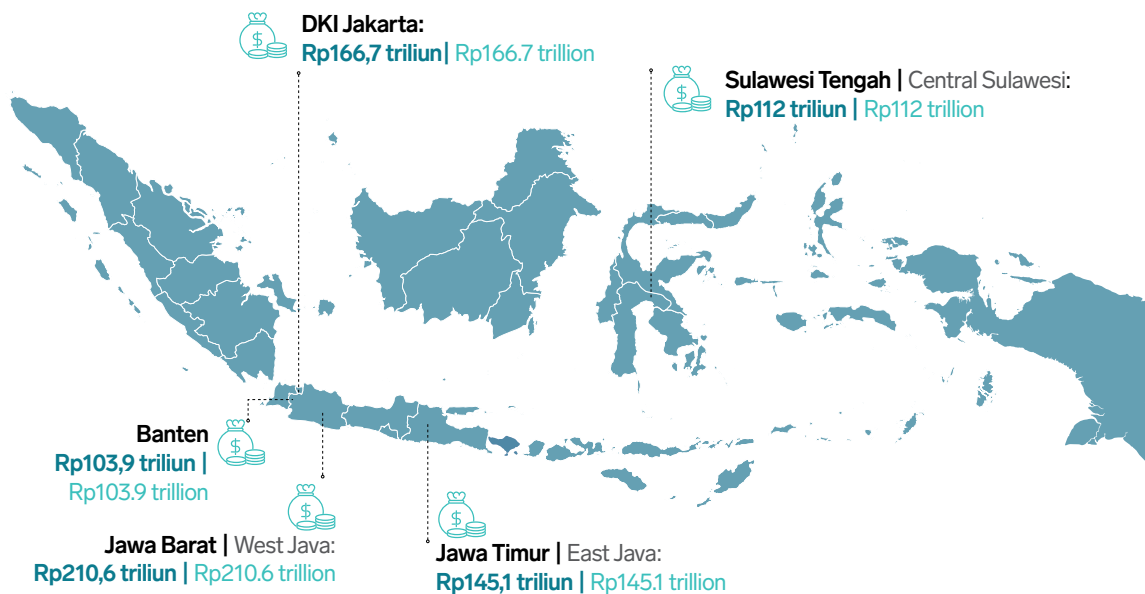 DKI Jakarta:
Rp166,7 triliun| Rp166.7 trillion
Sulawesi Tengah | Central Sulawesi:
Rp112 triliun | Rp112 trillion
Banten
Rp103,9 triliun |
Rp103.9 trillion
Jawa Barat | West Java:
Rp210,6 triliun | Rp210.6 trillion
Jawa Timur | East Java:
Rp145,1 triliun | Rp145.1 trillion